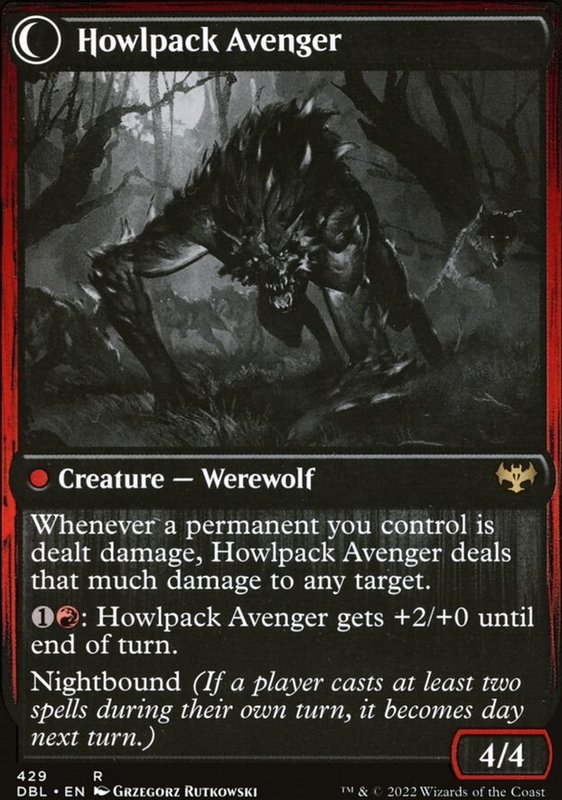 Howlpack Avenger
Creature — Werewolf
Whenever a permanent you control is
dealt damage, Howlpack Avenger deals
that much damage to any target.
1: Howlpack Avenger gets +2/+0 until
end of turn.
Nightbound (If a player casts at least two
spells during their own turn, it becomes day
next turn.)
4/4
429 R
DBL • EN Grzegorz Rutkowski
™ & © 2022 Wizards of the Coast